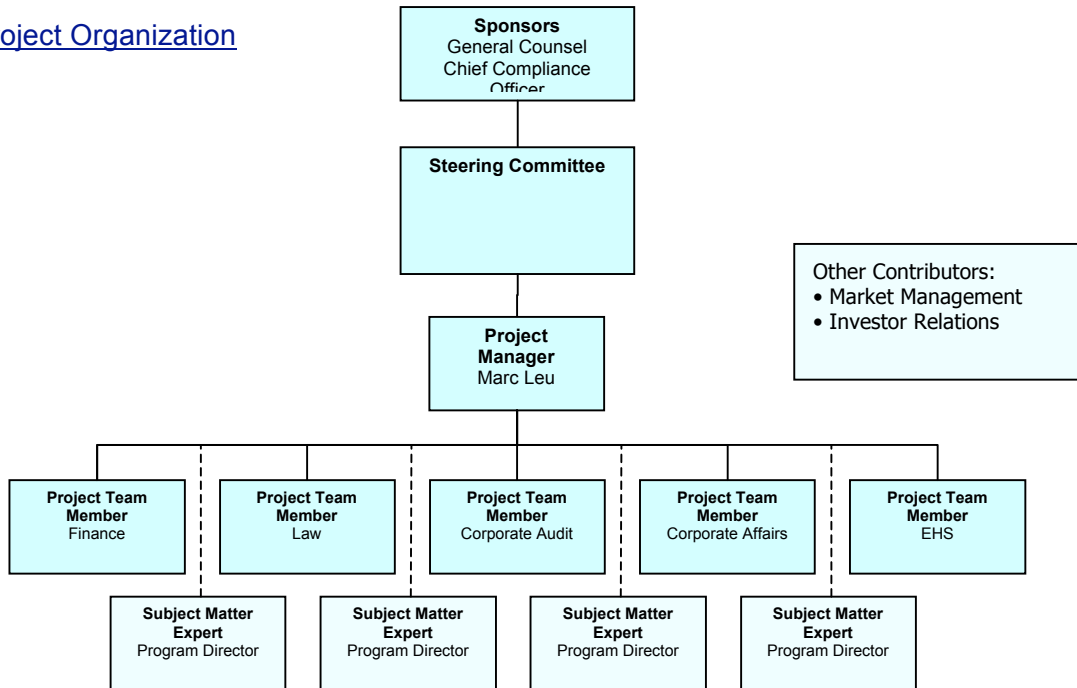 oject Organization
Sponsors
General Counsel
Chief Compliance
Officer
Steering Committee
Other Contributors:
• Market Management
• Investor Relations
Project
Manager
Marc Leu
Project Team
Member
Finance
Project Team
Member
Law
Project Team
Member
Corporate Audit
Project Team
Member
Corporate Affairs
Project Team
Member
EHS
Subject Matter
Expert
Program Director
Subject Matter
Expert
Program Director
Subject Matter
Expert
Program Director
Subject Matter
Expert
Program Director